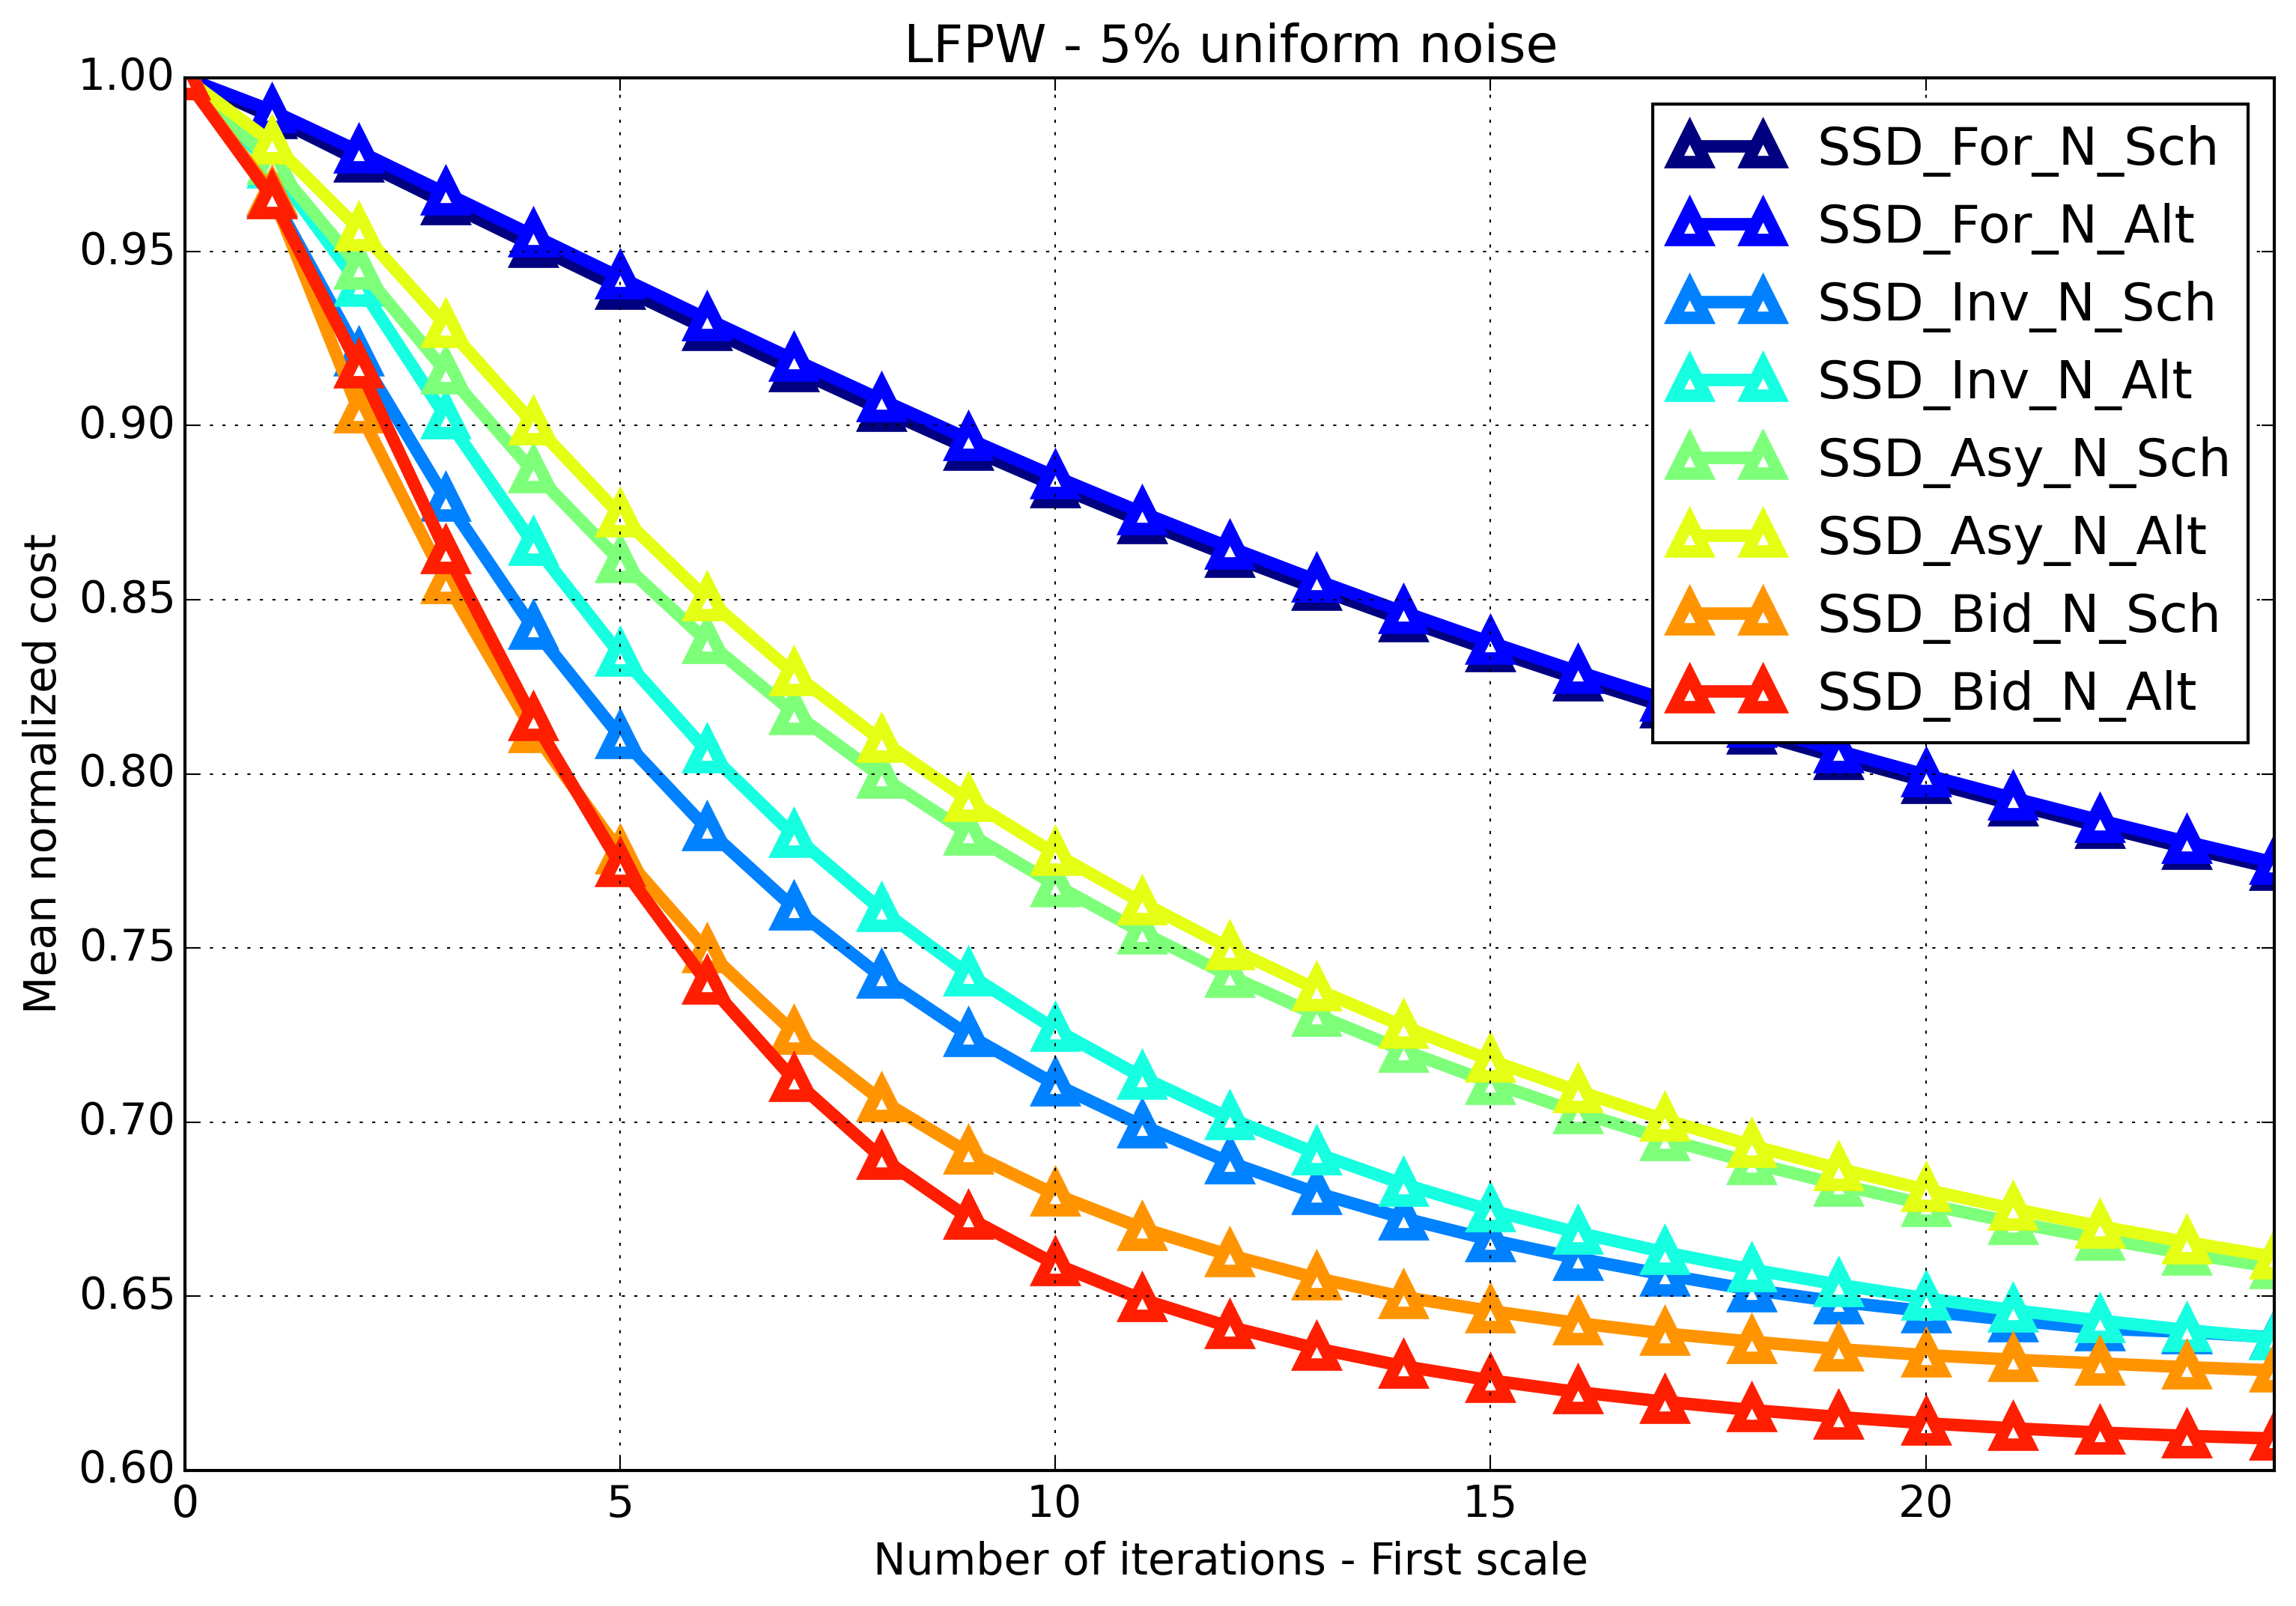 LFPW - 5% uniform noise
1.00
0.95
0.90
0.85
0.80
0.75
0.70
0.65
0.60
Mean normalized cost
SSD_For_N_Sch
SSD_For_N_Alt
SSD_Inv_N_Sch
SSD_Inv_N_Alt
SSD_Asy_N_Sch
SSD_Asy_N_Alt
SSD_Bid_N_Sch
SSD_Bid_N_Alt
0 5 10 15 20
Number of iterations - First scale